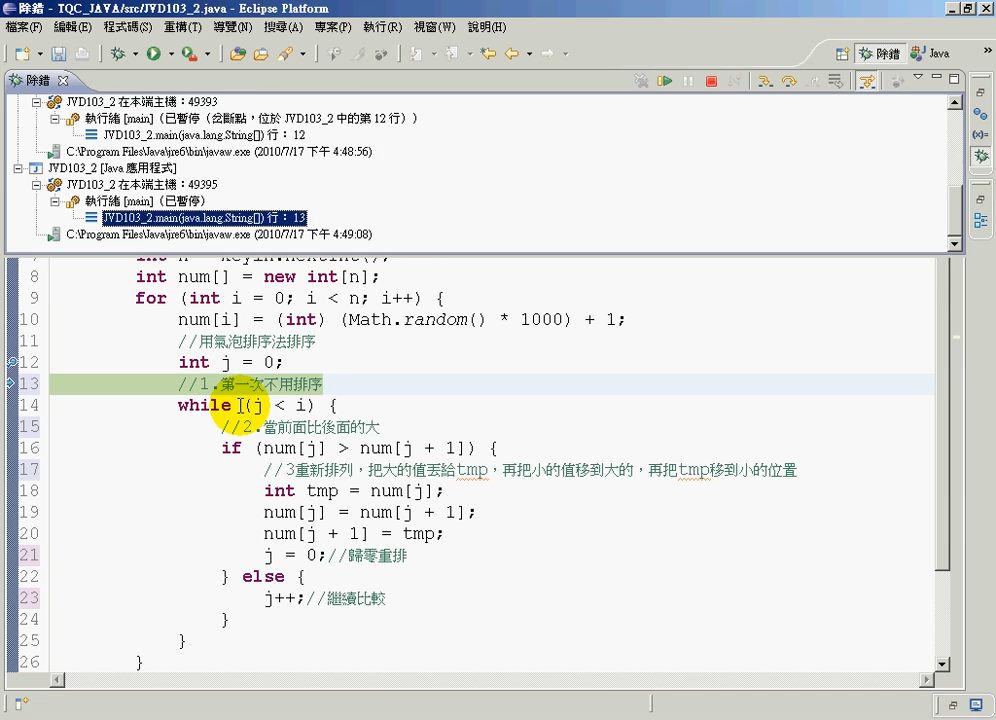 除錯 - TQC_JAVA/src/JVD103_2.java - Eclipse Platform
檔案(F) 編輯(E) 程式碼(S) 重構(T) 導覽(N) 搜尋(A) 專案(P) 執行(R) 視窗(W) 說明(H)
除錯 Java »
除錯
JVD103_2 在本端主機：49393
執行緒 [main]（已暫停（岔斷點，位於 JVD103_2 中的第 12 行））
JVD103_2.main(java.lang.String[]) 行： 12
C:\Program Files\Java\jre6\bin\javaw.exe (2010/7/17 下午 4:48:56)
JVD103_2 [Java 應用程式]
JVD103_2 在本端主機：49395
執行緒 [main]（已暫停）
JVD103_2.main(java.lang.String[]) 行： 13
C:\Program Files\Java\jre6\bin\javaw.exe (2010/7/17 下午 4:49:08)
8 int num[] = new int[n];
9 for (int i = 0; i < n; i++) {
10 num[i] = (int) (Math.random() * 1000) + 1;
11 //用氣泡排序法排序
12 int j = 0;
13 //1.第一次不用排序
14 while (j < i) {
15 //2.當前面比後面的大
16 if (num[j] > num[j + 1]) {
17 //3重新排列，把大的值丟給tmp，再把小的值移到大的，再把tmp移到小的位置
18 int tmp = num[j];
19 num[j] = num[j + 1];
20 num[j + 1] = tmp;
21 j = 0;//歸零重排
22 } else {
23 j++;//繼續比較
24 }
25 }
26 }